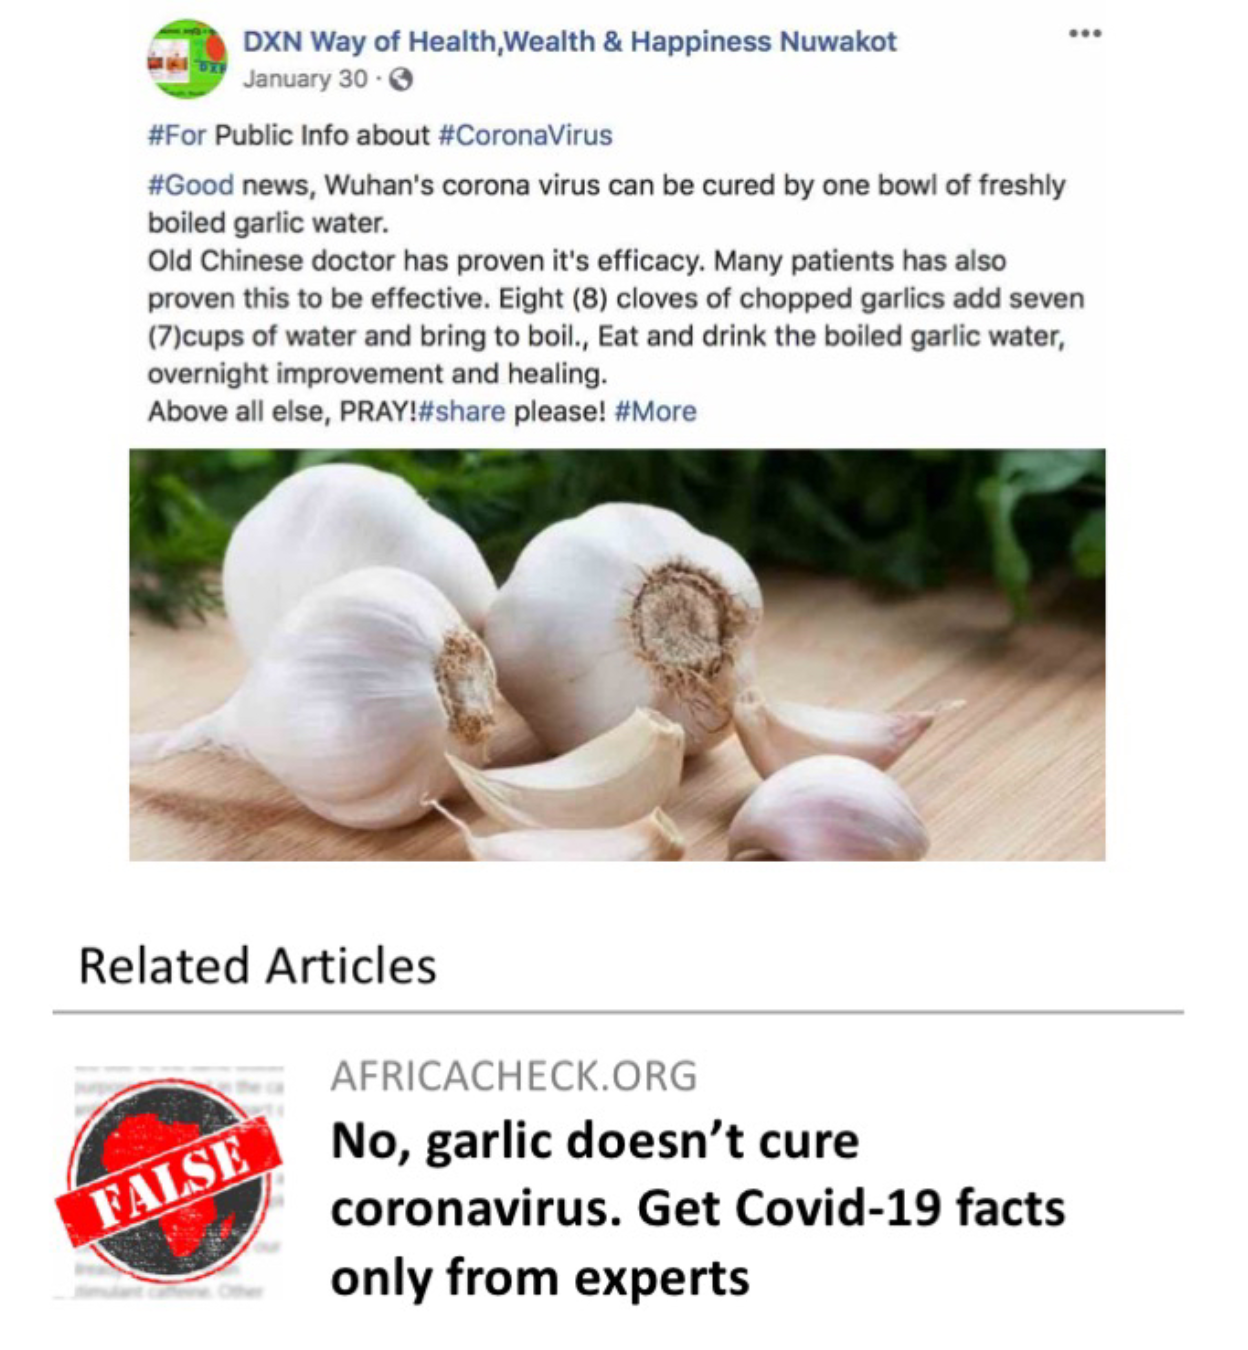 DXN Way of Health,Wealth & Happiness Nuwakot
January 30 ·
#For Public Info about #CoronaVirus
#Good news, Wuhan's corona virus can be cured by one bowl of freshly
boiled garlic water.
Old Chinese doctor has proven it's efficacy. Many patients has also
proven this to be effective. Eight (8) cloves of chopped garlics add seven
(7)cups of water and bring to boil., Eat and drink the boiled garlic water,
overnight improvement and healing.
Above all else, PRAY!#share please! #More
Related Articles
FALSE
AFRICACHECK.ORG
No, garlic doesn’t cure
coronavirus. Get Covid-19 facts
only from experts